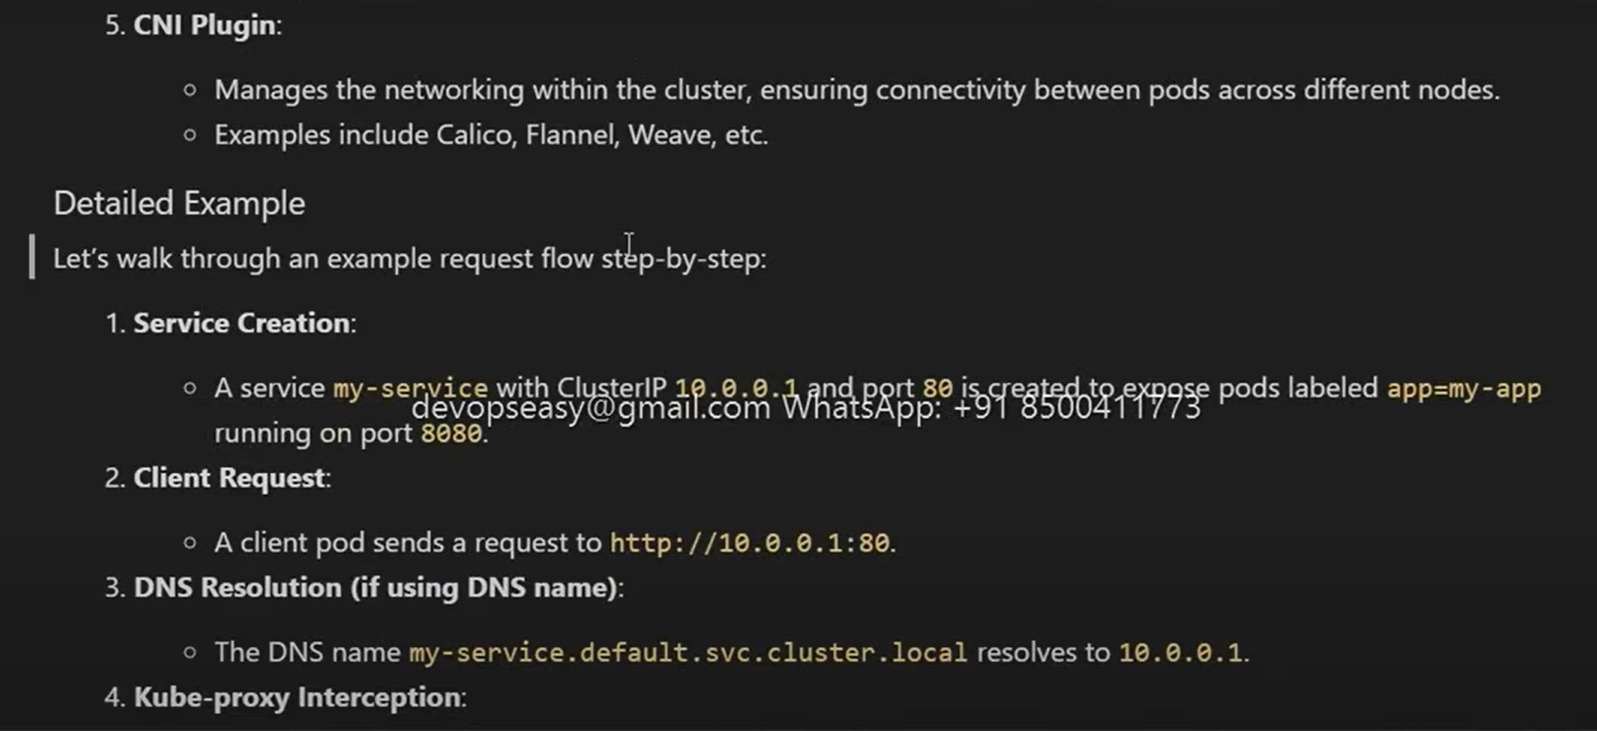 5. CNI Plugin:
○ Manages the networking within the cluster, ensuring connectivity between pods across different nodes.
○ Examples include Calico, Flannel, Weave, etc.
Detailed Example
Let's walk through an example request flow step-by-step:
1. Service Creation:
○ A service my-service with ClusterIP 10.0.0.1 and port 80 is created to expose pods labeled app=my-app
devopseasy@gmail.com WhatsApp: +91 8500411773
running on port 8080.
2. Client Request:
○ A client pod sends a request to http://10.0.0.1:80.
3. DNS Resolution (if using DNS name):
○ The DNS name my-service.default.svc.cluster.local resolves to 10.0.0.1.
4. Kube-proxy Interception: